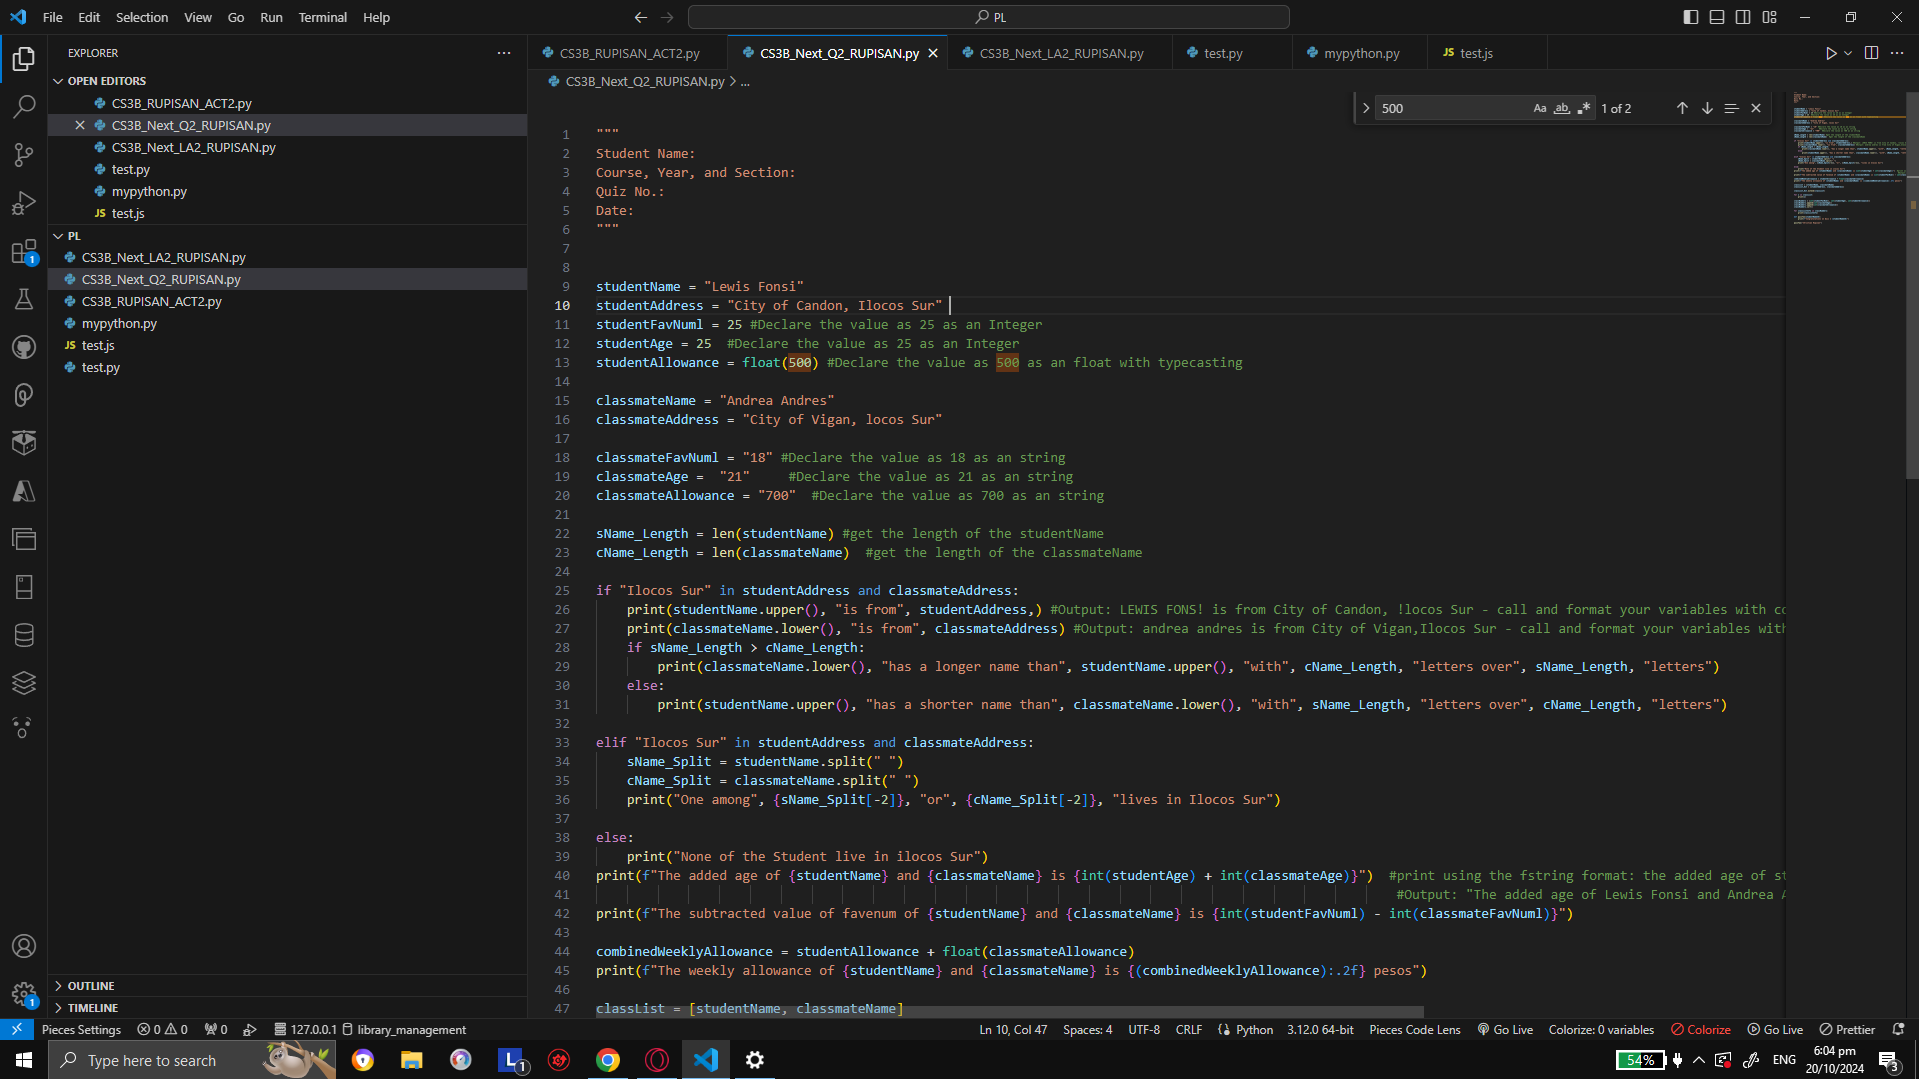 File Edit Selection View Go Run Terminal Help
PL
EXPLORER
OPEN EDITORS
CS3B_RUPISAN_ACT2.py
CS3B_Next_Q2_RUPISAN.py
CS3B_Next_LA2_RUPISAN.py
test.py
mypython.py
JS test.js
PL
CS3B_Next_LA2_RUPISAN.py
CS3B_Next_Q2_RUPISAN.py
CS3B_RUPISAN_ACT2.py
mypython.py
JS test.js
test.py
OUTLINE
TIMELINE
1
1
CS3B_RUPISAN_ACT2.py CS3B_Next_Q2_RUPISAN.py CS3B_Next_LA2_RUPISAN.py test.py mypython.py JS test.js
CS3B_Next_Q2_RUPISAN.py > ...
500 Aa ab 1 of 2
1 """
2 Student Name:
3 Course, Year, and Section:
4 Quiz No.:
5 Date:
6 """
7
8
9 studentName = "Lewis Fonsi"
10 studentAddress = "City of Candon, Ilocos Sur"
11 studentFavNuml = 25 #Declare the value as 25 as an Integer
12 studentAge = 25  #Declare the value as 25 as an Integer
13 studentAllowance = float(500) #Declare the value as 500 as an float with typecasting
14
15 classmateName = "Andrea Andres"
16 classmateAddress = "City of Vigan, locos Sur"
17
18 classmateFavNuml = "18" #Declare the value as 18 as an string
19 classmateAge =  "21"     #Declare the value as 21 as an string
20 classmateAllowance = "700"  #Declare the value as 700 as an string
21
22 sName_Length = len(studentName) #get the length of the studentName
23 cName_Length = len(classmateName)  #get the length of the classmateName
24
25 if "Ilocos Sur" in studentAddress and classmateAddress:
26     print(studentName.upper(), "is from", studentAddress,) #Output: LEWIS FONS! is from City of Candon, !locos Sur - call and format your variables with co
27     print(classmateName.lower(), "is from", classmateAddress) #Output: andrea andres is from City of Vigan,Ilocos Sur - call and format your variables with
28     if sName_Length > cName_Length:
29         print(classmateName.lower(), "has a longer name than", studentName.upper(), "with", cName_Length, "letters over", sName_Length, "letters")
30     else:
31         print(studentName.upper(), "has a shorter name than", classmateName.lower(), "with", sName_Length, "letters over", cName_Length, "letters")
32
33 elif "Ilocos Sur" in studentAddress and classmateAddress:
34     sName_Split = studentName.split(" ")
35     cName_Split = classmateName.split(" ")
36     print("One among", {sName_Split[-2]}, "or", {cName_Split[-2]}, "lives in Ilocos Sur")
37
38 else:
39     print("None of the Student live in ilocos Sur")
40 print(f"The added age of {studentName} and {classmateName} is {int(studentAge) + int(classmateAge)}")  #print using the fstring format: the added age of st
41 #Output: "The added age of Lewis Fonsi and Andrea A
42 print(f"The subtracted value of favenum of {studentName} and {classmateName} is {int(studentFavNuml) - int(classmateFavNuml)}")
43
44 combinedWeeklyAllowance = studentAllowance + float(classmateAllowance)
45 print(f"The weekly allowance of {studentName} and {classmateName} is {(combinedWeeklyAllowance):.2f} pesos")
46
47 classList = [studentName, classmateName]
Pieces Settings 0 0 0 127.0.0.1 library_management Ln 10, Col 47 Spaces: 4 UTF-8 CRLF Python 3.12.0 64-bit Pieces Code Lens Go Live Colorize: 0 variables Colorize Go Live Prettier
Type here to search L 1 54% ENG 6:04 pm
20/10/2024 3